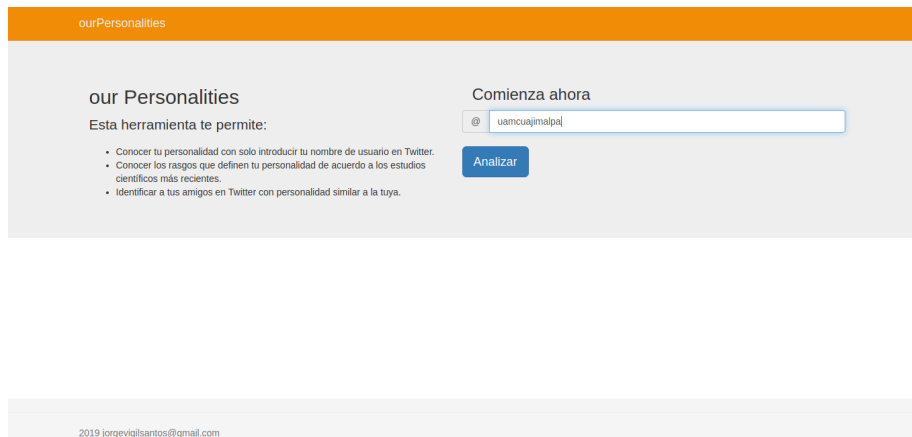 ourPersonalities
our Personalities
Esta herramienta te permite:
Conocer tu personalidad con solo introducir tu nombre de usuario en Twitter.
Conocer los rasgos que definen tu personalidad de acuerdo a los estudios
científicos más recientes.
Identificar a tus amigos en Twitter con personalidad similar a la tuya.
Comienza ahora
@ uamcuajimalpa
Analizar
2019 jorgevigilsantos@gmail.com